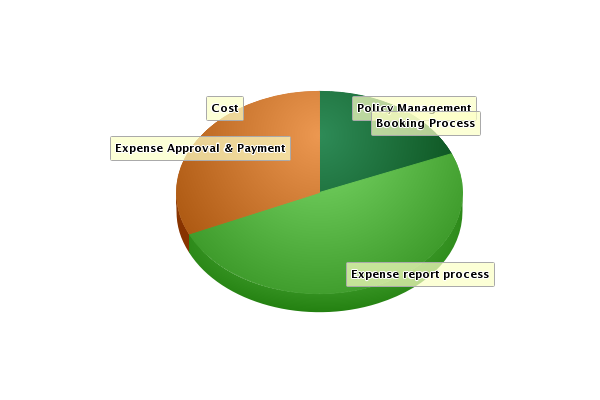 Cost
Policy Management
Booking Process
Expense Approval & Payment
Expense report process